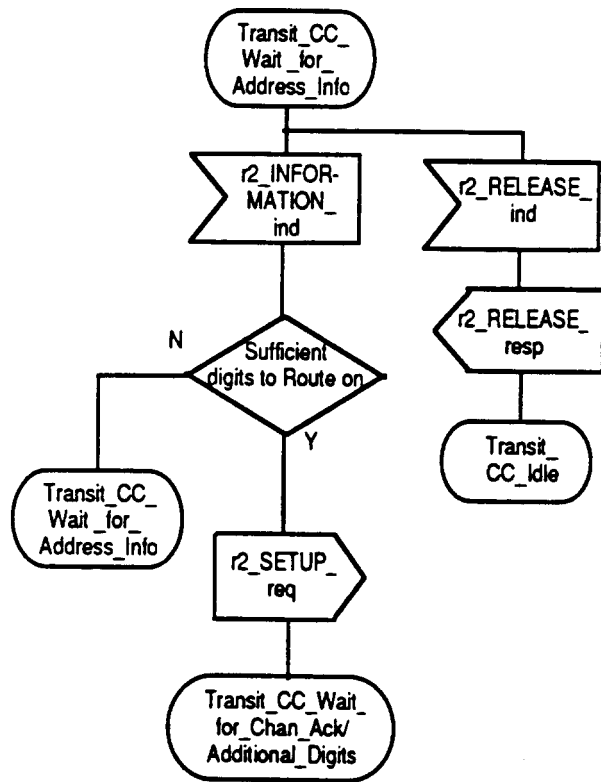 Transit_CC_
Wait_for_
Address_Info
r2_INFOR-
MATION_
ind
r2_RELEASE_
ind
r2_RELEASE_
resp
Transit_
CC_Idle
N
Sufficient
digits to Route on
Y
Transit_CC_
Wait_for_
Address_Info
r2_SETUP_
req
Transit_CC_Wait_
for_Chan_Ack/
Additional_Digits